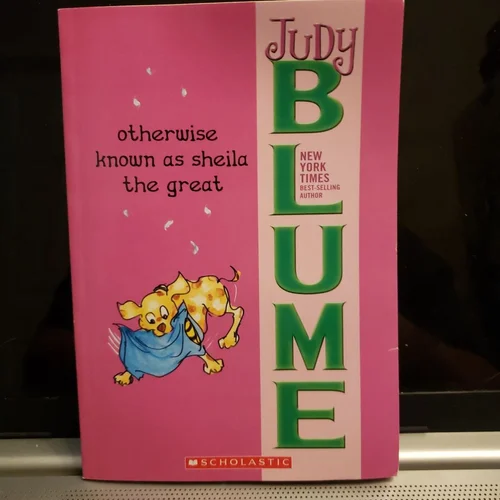 JUDY
BLUME
NEW
YORK
TIMES
BEST-SELLING
AUTHOR
otherwise
known as sheila
the great
SCHOLASTIC